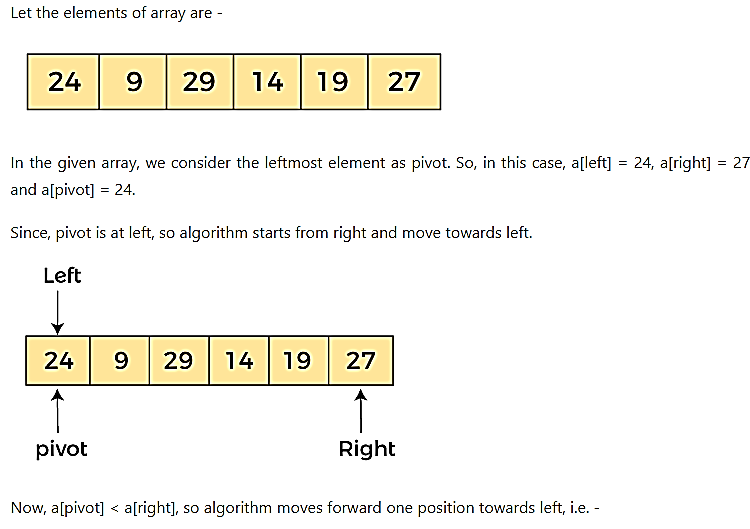 Let the elements of array are -
24 9 29 14 19 27
In the given array, we consider the leftmost element as pivot. So, in this case, a[left] = 24, a[right] = 27
and a[pivot] = 24.
Since, pivot is at left, so algorithm starts from right and move towards left.
Left
24 9 29 14 19 27
pivot Right
Now, a[pivot] < a[right], so algorithm moves forward one position towards left, i.e. -